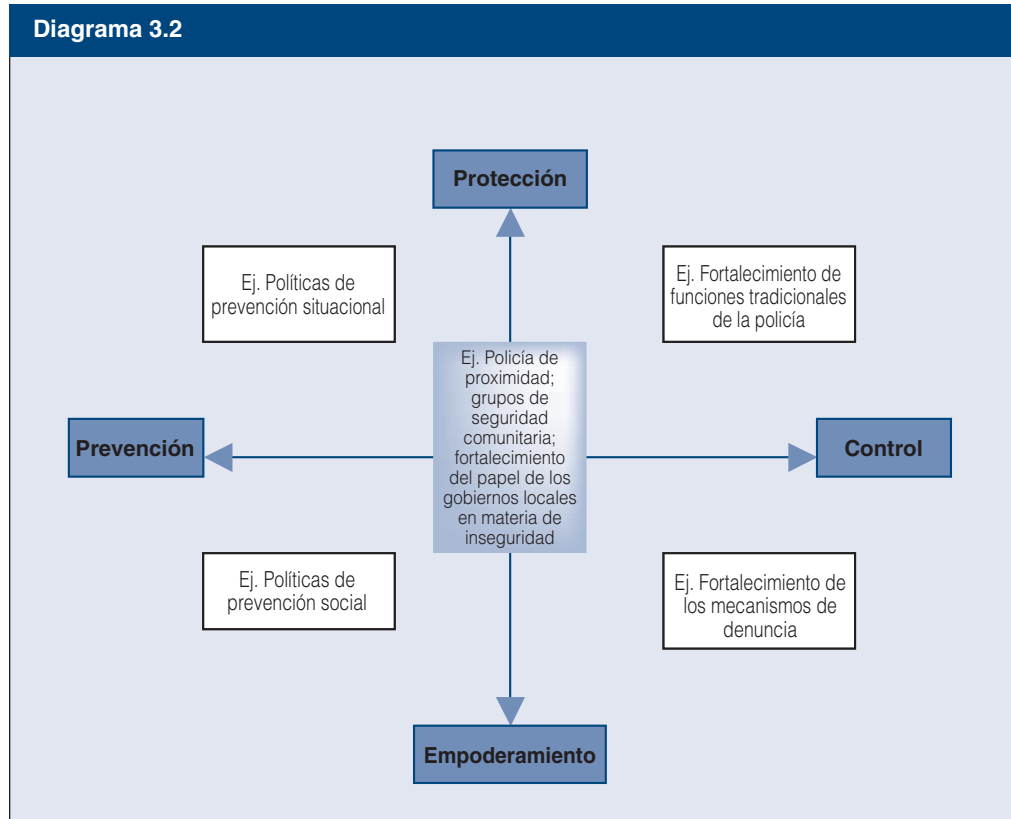 Diagrama 3.2
Protección
Ej. Políticas de
prevención situacional
Ej. Fortalecimiento de
funciones tradicionales
de la policía
Ej. Policía de
proximidad;
grupos de
seguridad
comunitaria;
fortalecimiento
del papel de los
gobiernos locales
en materia de
inseguridad
Prevención
Control
Ej. Políticas de
prevención social
Ej. Fortalecimiento de
los mecanismos de
denuncia
Empoderamiento